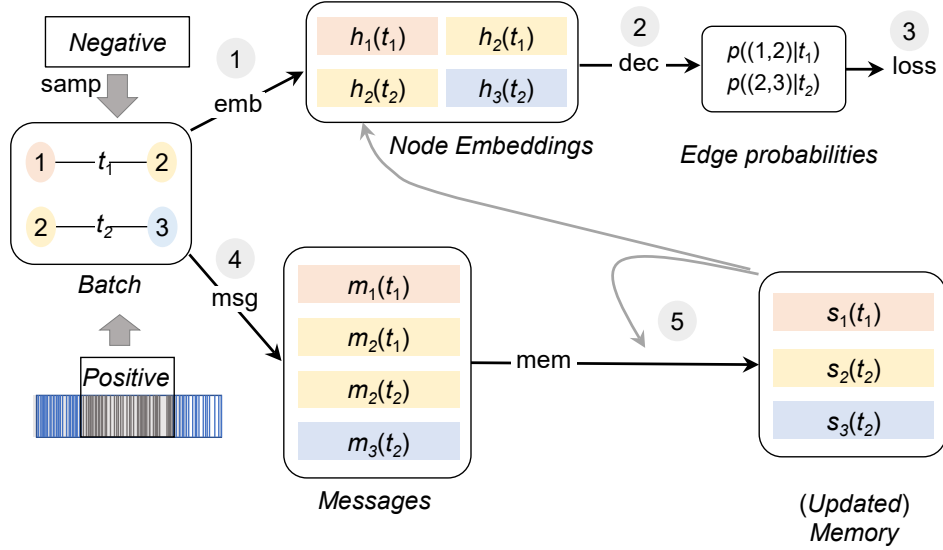 Negative
samp
1
emb
h₁(t₁) h₂(t₁)
h₂(t₂) h₃(t₂)
Node Embeddings
2
dec
p((1,2)|t₁)
p((2,3)|t₂)
Edge probabilities
3
loss
1 t₁ 2
2 t₂ 3
Batch
Positive
4
msg
m₁(t₁)
m₂(t₁)
m₂(t₂)
m₃(t₂)
Messages
mem
5
s₁(t₁)
s₂(t₂)
s₃(t₂)
(Updated)
Memory